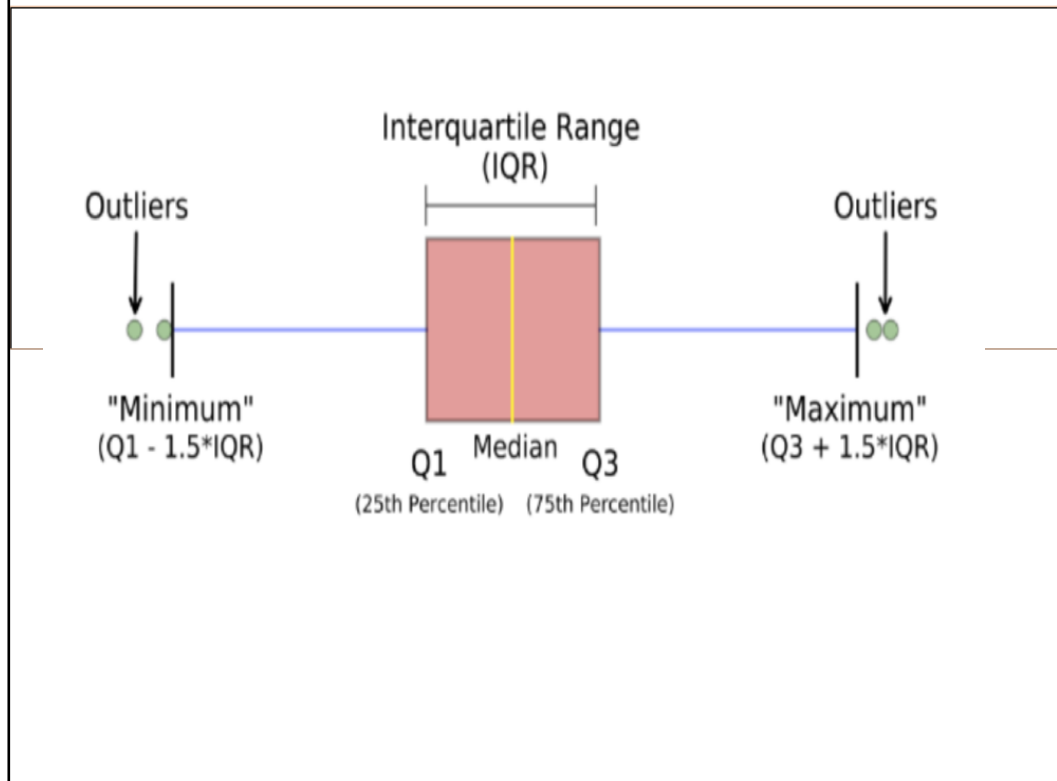 Interquartile Range
(IQR)
Outliers
Outliers
"Minimum"
(Q1 - 1.5*IQR)
"Maximum"
(Q3 + 1.5*IQR)
Q1
Median
Q3
(25th Percentile)
(75th Percentile)